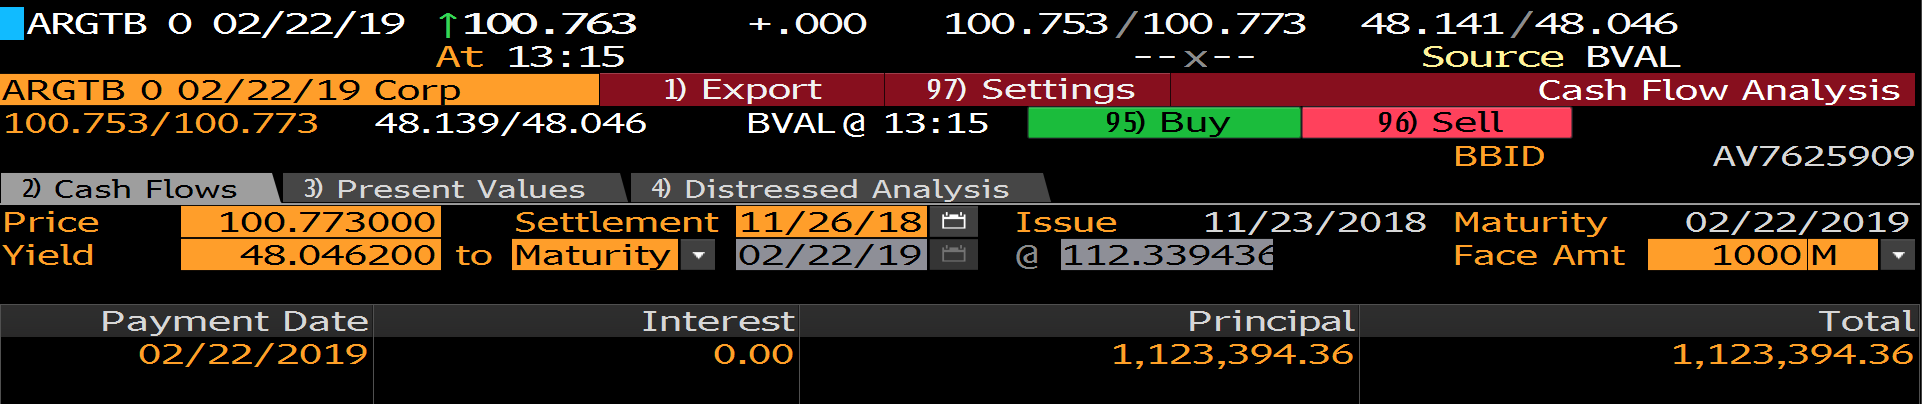 ARGTB 0 02/22/19 ↑100.763 +.000 100.753/100.773 48.141/48.046
At 13:15 --x-- Source BVAL
ARGTB 0 02/22/19 Corp 1) Export 97) Settings Cash Flow Analysis
100.753/100.773 48.139/48.046 BVAL@ 13:15 95) Buy 96) Sell
BBID AV7625909
2) Cash Flows 3) Present Values 4) Distressed Analysis
Price 100.773000 Settlement 11/26/18 Issue 11/23/2018 Maturity 02/22/2019
Yield 48.046200 to Maturity 02/22/19 @ 112.339436 Face Amt 1000 M
Payment Date Interest Principal Total
02/22/2019 0.00 1,123,394.36 1,123,394.36